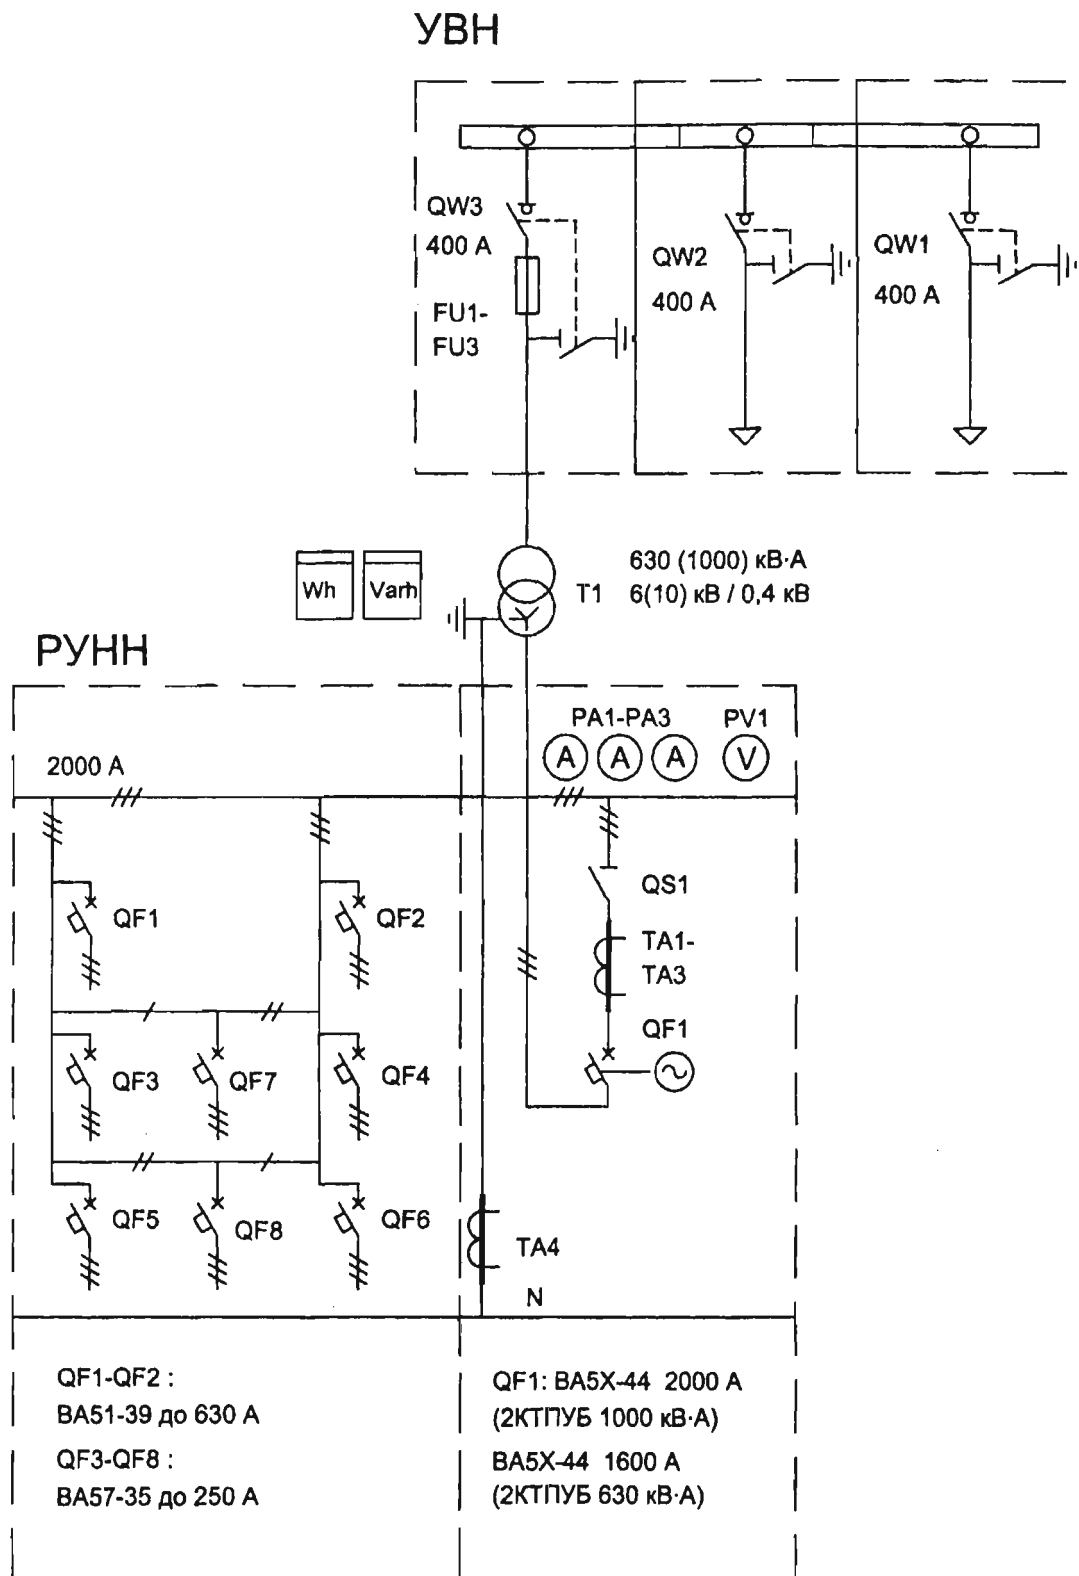 УВН
QW3
400 А
FU1-
FU3
QW2
400 А
QW1
400 А
Wh
Varh
T1
630 (1000) кВ·А
6(10) кВ / 0,4 кВ
РУНН
2000 А
PA1-PA3
PV1
A
A
A
V
QF1
QF2
QS1
TA1-
TA3
QF1
QF3
QF7
QF4
QF5
QF8
QF6
TA4
N
QF1-QF2 :
ВА51-39 до 630 А
QF3-QF8 :
ВА57-35 до 250 А
QF1: ВА5Х-44 2000 А
(2КТПУБ 1000 кВ·А)
ВА5Х-44 1600 А
(2КТПУБ 630 кВ·А)